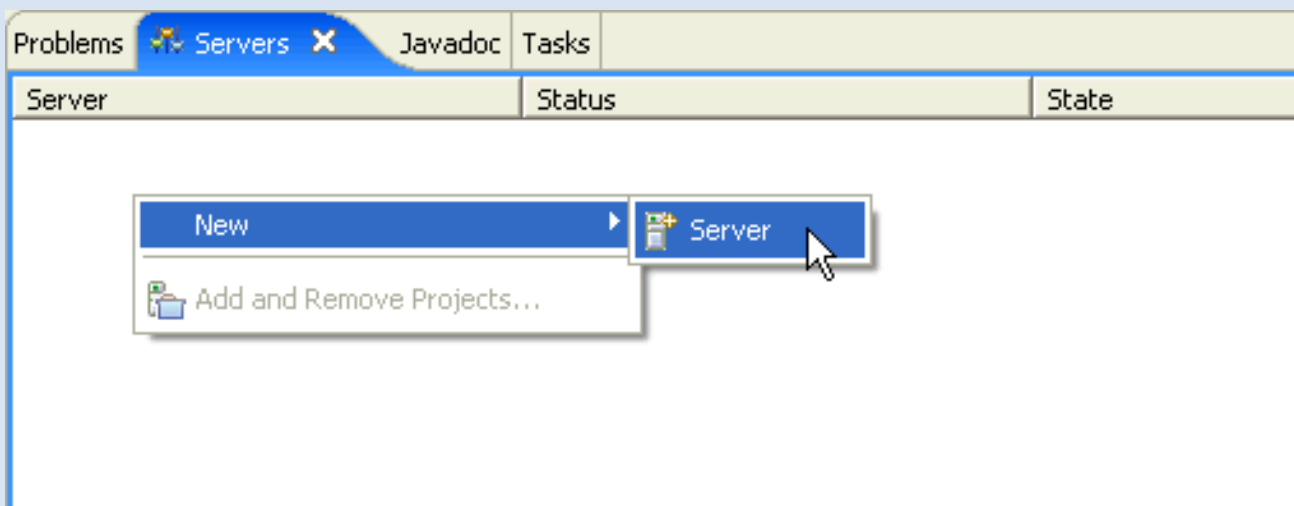 Problems Servers Javadoc Tasks
Server Status State
New
Server
Add and Remove Projects...